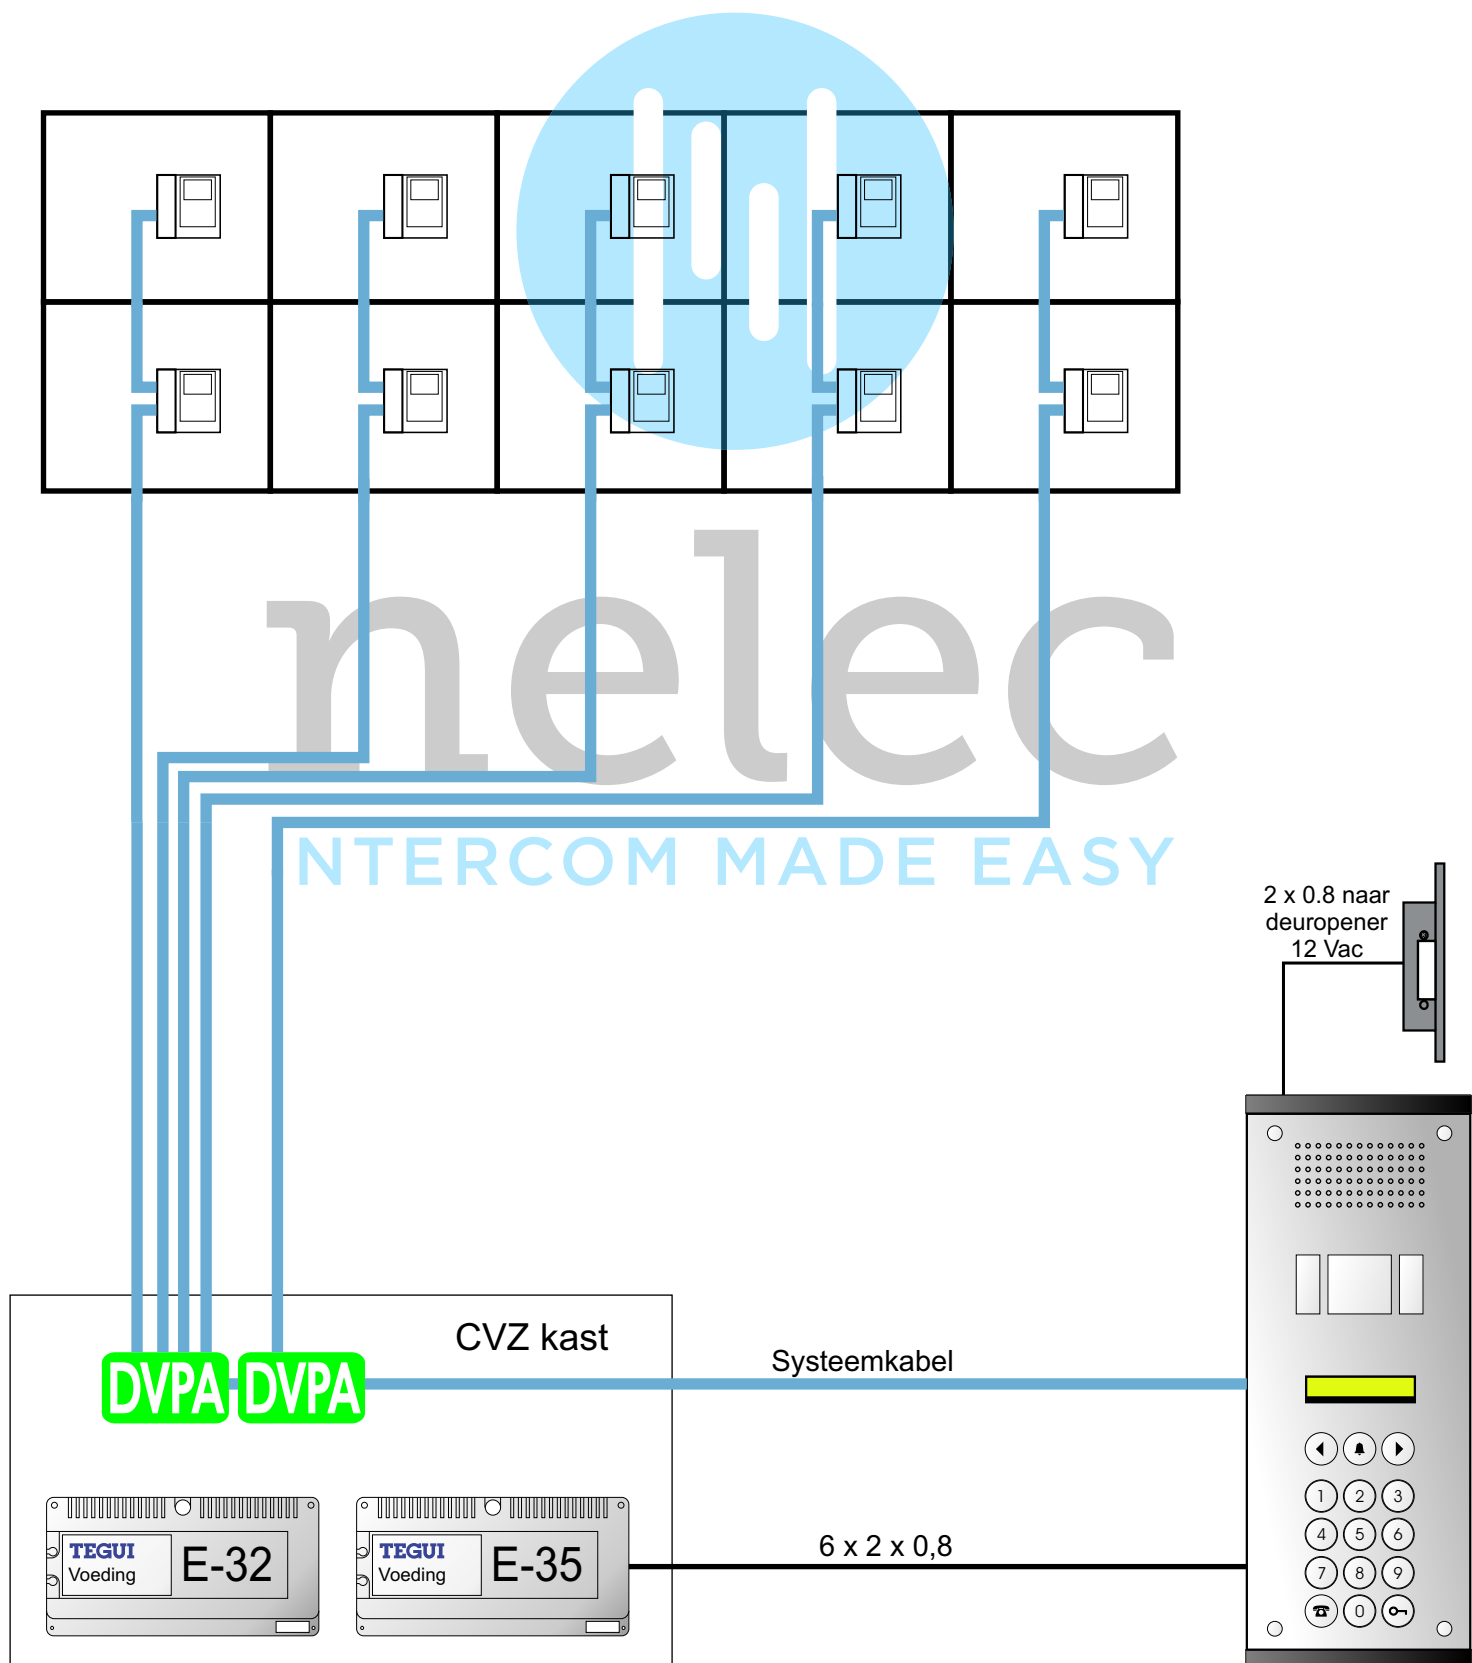 nelec
NTERCOM MADE EASY
2 x 0.8 naar
deuropener
12 Vac
CVZ kast
DVPA DVPA
Systeemkabel
TEGUI
Voeding
E-32
TEGUI
Voeding
E-35
6 x 2 x 0,8
1 2 3
4 5 6
7 8 9
0